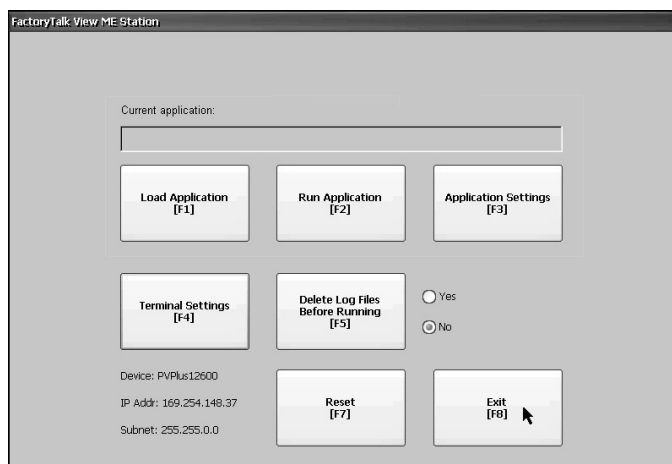 FactoryTalk View ME Station
Current application:
Load Application
[F1]
Run Application
[F2]
Application Settings
[F3]
Terminal Settings
[F4]
Delete Log Files
Before Running
[F5]
Yes
No
Device: PVPlus12600
IP Addr: 169.254.148.37
Subnet: 255.255.0.0
Reset
[F7]
Exit
[F8]